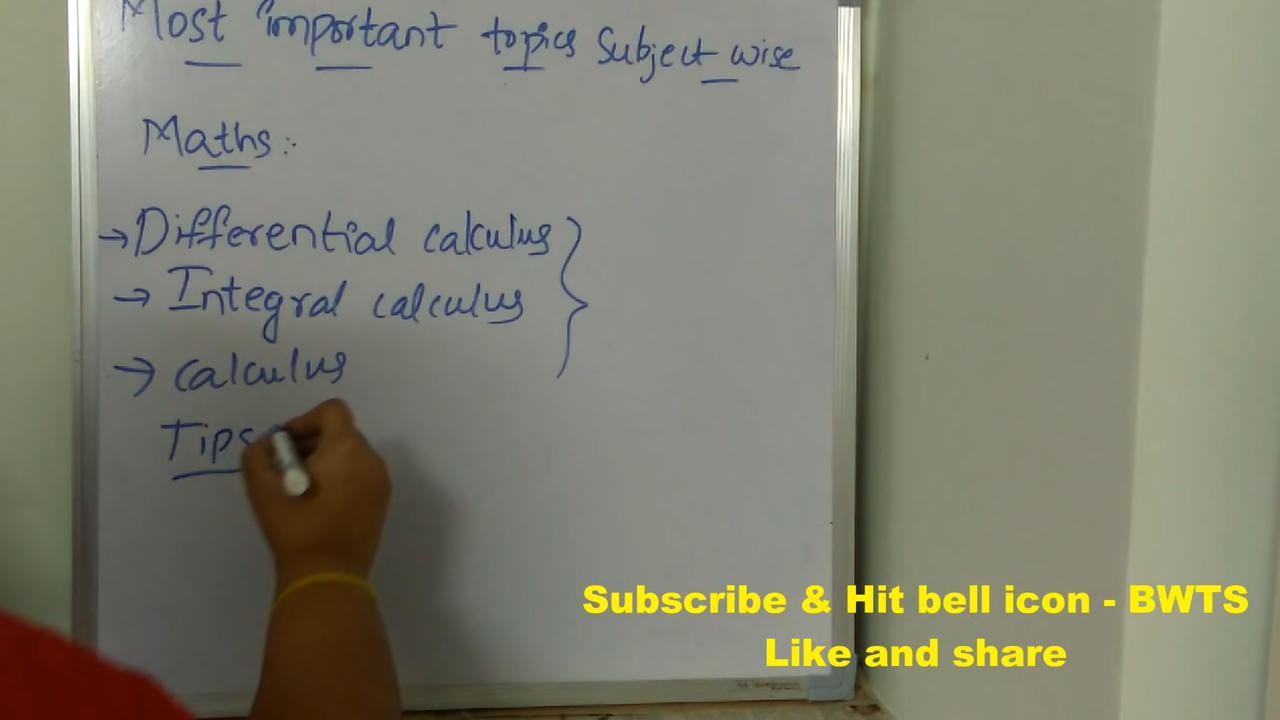 Most important topics Subject wise
Maths:-
→ Differential calculus }
→ Integral calculus
→ calculus
Tips
Subscribe & Hit bell icon - BWTS
Like and share